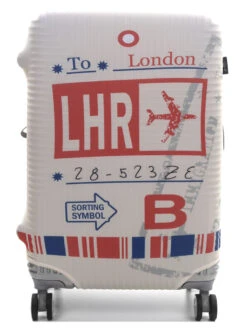 To London
LHR
28-523ZE
SORTING
SYMBOL
B